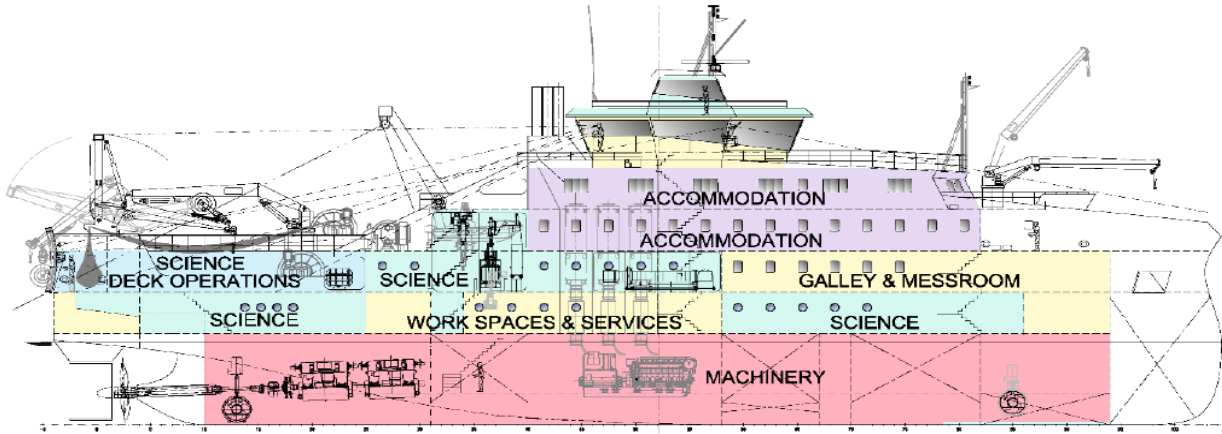 ACCOMMODATION
ACCOMMODATION
SCIENCE
DECK OPERATIONS
SCIENCE
GALLEY & MESSROOM
SCIENCE
WORK SPACES & SERVICES
SCIENCE
MACHINERY